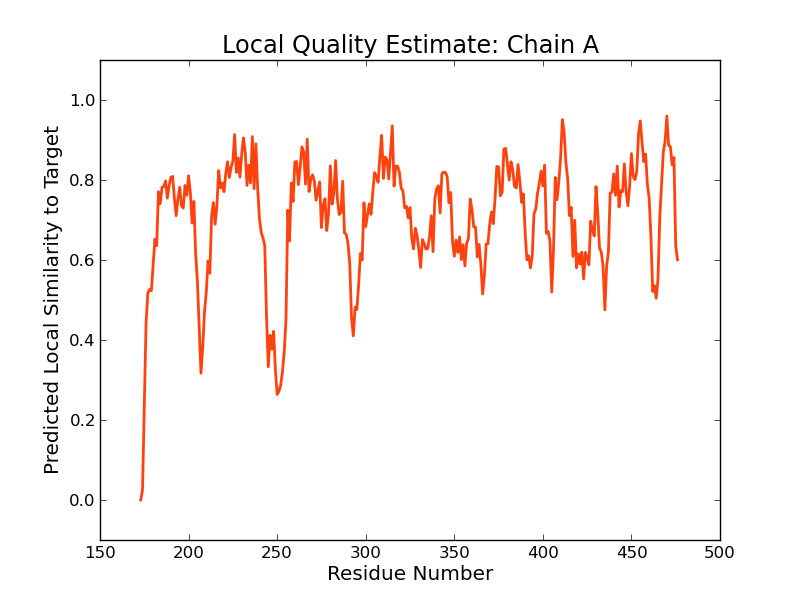 Local Quality Estimate: Chain A
Predicted Local Similarity to Target
1.0
0.8
0.6
0.4
0.2
0.0
150 200 250 300 350 400 450 500
Residue Number